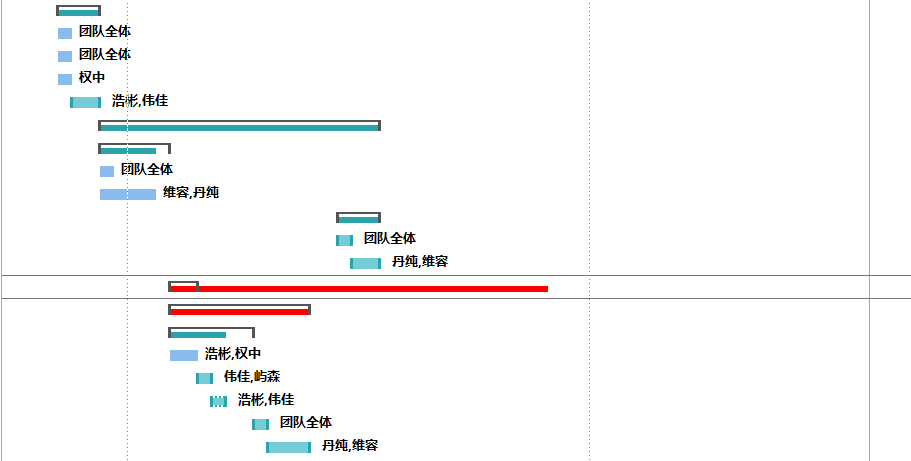 团队全体
团队全体
权中
浩彬,伟佳
团队全体
维容,丹纯
团队全体
丹纯,维容
浩彬,权中
伟佳,屿森
浩彬,伟佳
团队全体
丹纯,维容